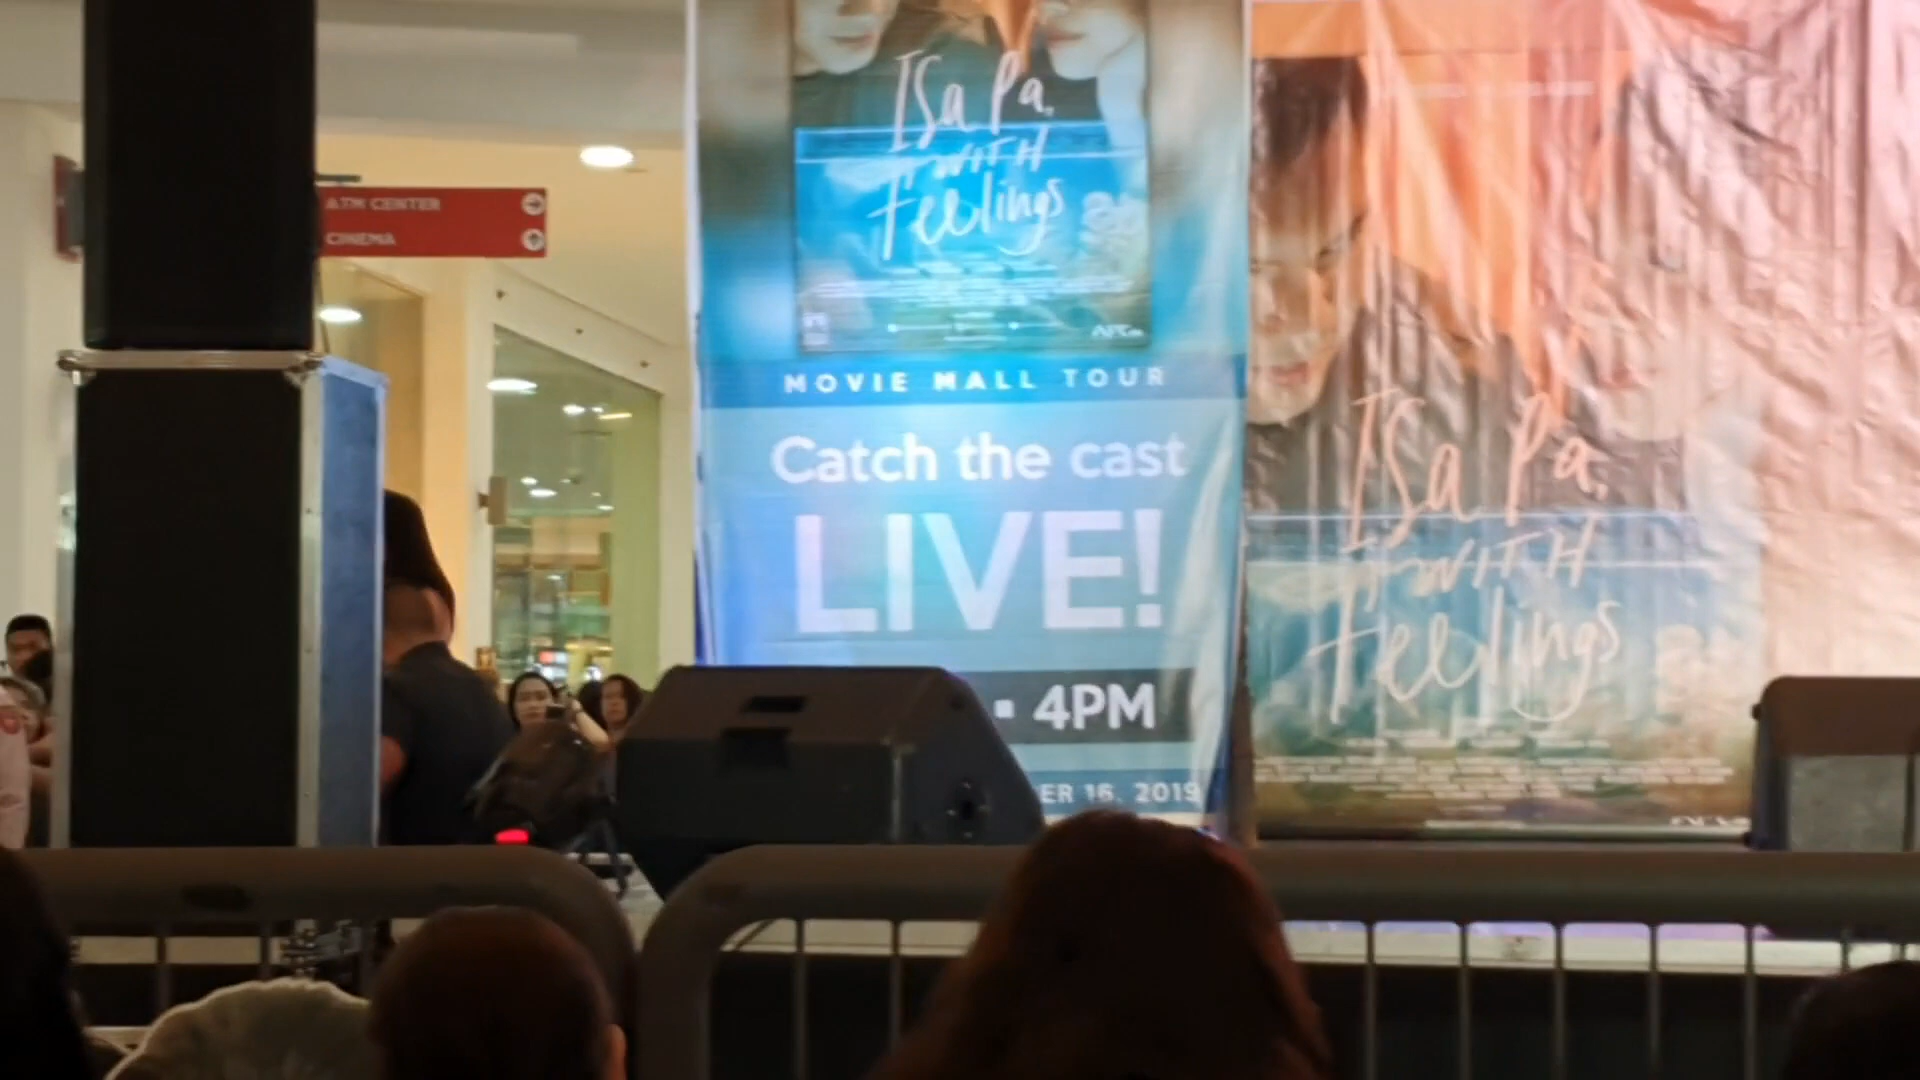 ATM CENTER
CINEMA
ISa Pa,
WITH
Feelings
MOVIE MALL TOUR
Catch the cast
LIVE!
▪ 4PM
ER 16, 2019
ISa Pa,
WITH
Feelings